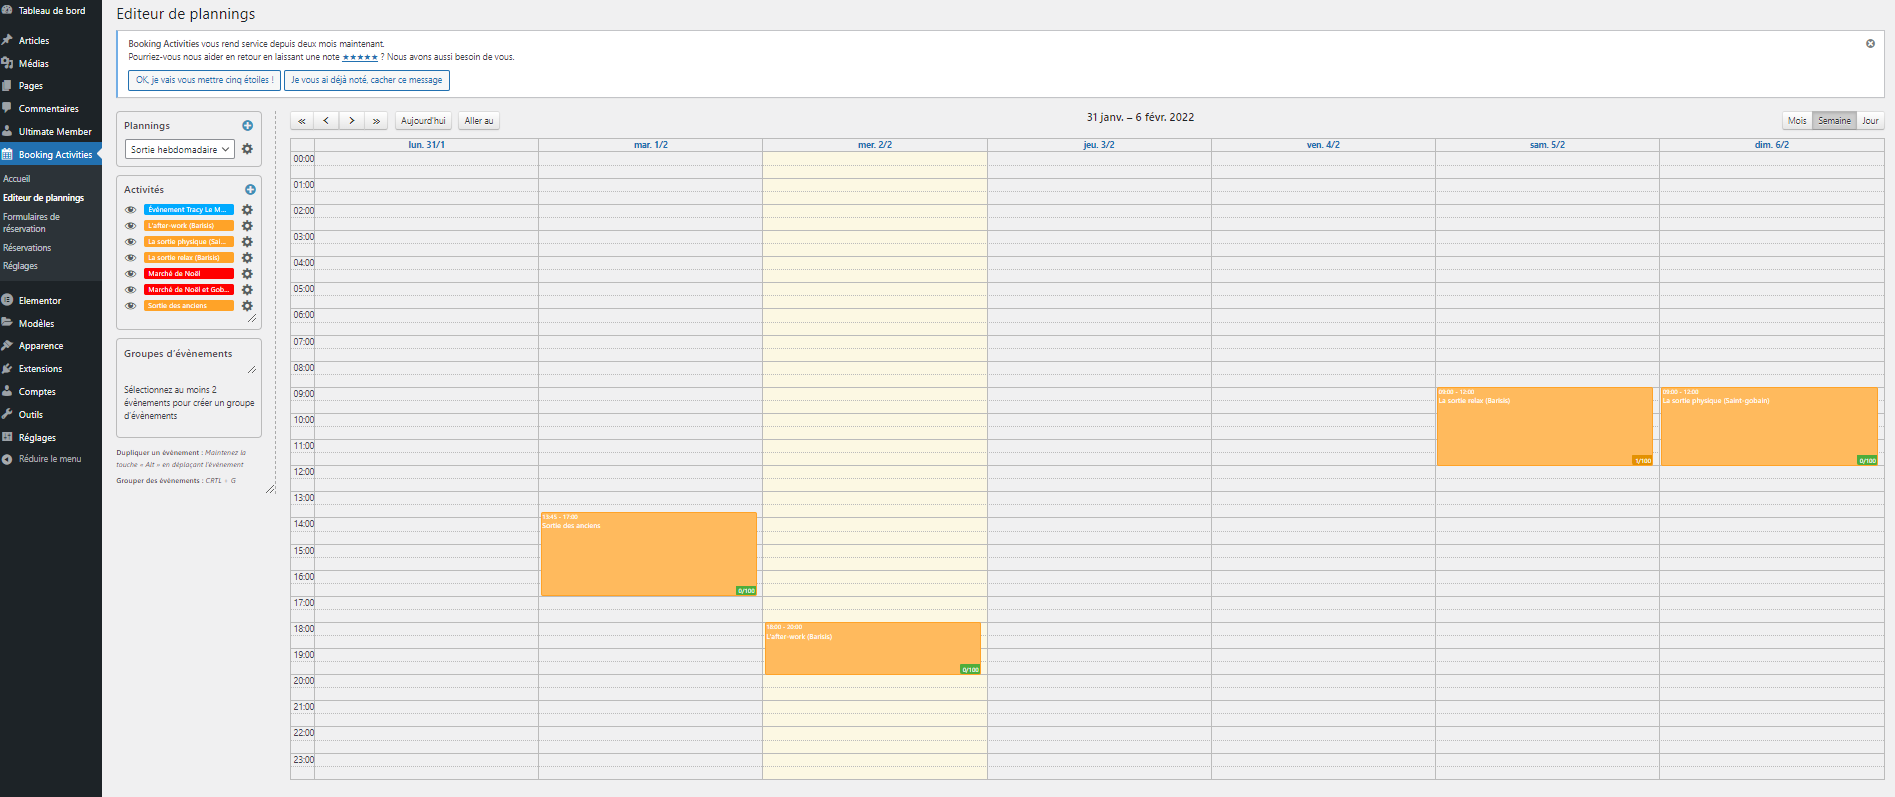 Tableau de bord
Articles
Médias
Pages
Commentaires
Ultimate Member
Booking Activities
Accueil
Editeur de plannings
Formulaires de
réservation
Réservations
Réglages
Elementor
Modèles
Apparence
Extensions
Comptes
Outils
Réglages
Réduire le menu
Editeur de plannings
Booking Activities vous rend service depuis deux mois maintenant.
Pourriez-vous nous aider en retour en laissant une note ★★★★★ ? Nous avons aussi besoin de vous.
OK, je vais vous mettre cinq étoiles !
Je vous ai déjà noté, cacher ce message
Plannings
Sortie hebdomadaire
Activités
Évènement Tracy Le M...
L'after-work (Barisis)
La sortie physique (Sai...
La sortie relax (Barisis)
Marché de Noël
Marché de Noël et Gob...
Sortie des anciens
Groupes d'évènements
Sélectionnez au moins 2
évènements pour créer un groupe
d'évènements
Dupliquer un évènement : Maintenez la
touche « Alt » en déplaçant l'évènement
Grouper des évènements : CRTL + G
« < > » Aujourd'hui Aller au
31 janv. – 6 févr. 2022
Mois Semaine Jour
lun. 31/1 mar. 1/2 mer. 2/2 jeu. 3/2 ven. 4/2 sam. 5/2 dim. 6/2
00:00
01:00
02:00
03:00
04:00
05:00
06:00
07:00
08:00
09:00
10:00
11:00
12:00
13:00
14:00
15:00
16:00
17:00
18:00
19:00
20:00
21:00
22:00
23:00
13:45 - 17:00
Sortie des anciens
0/100
18:00 - 20:00
L'after-work (Barisis)
0/100
09:00 - 12:00
La sortie relax (Barisis)
1/100
09:00 - 12:00
La sortie physique (Saint-gobain)
0/100